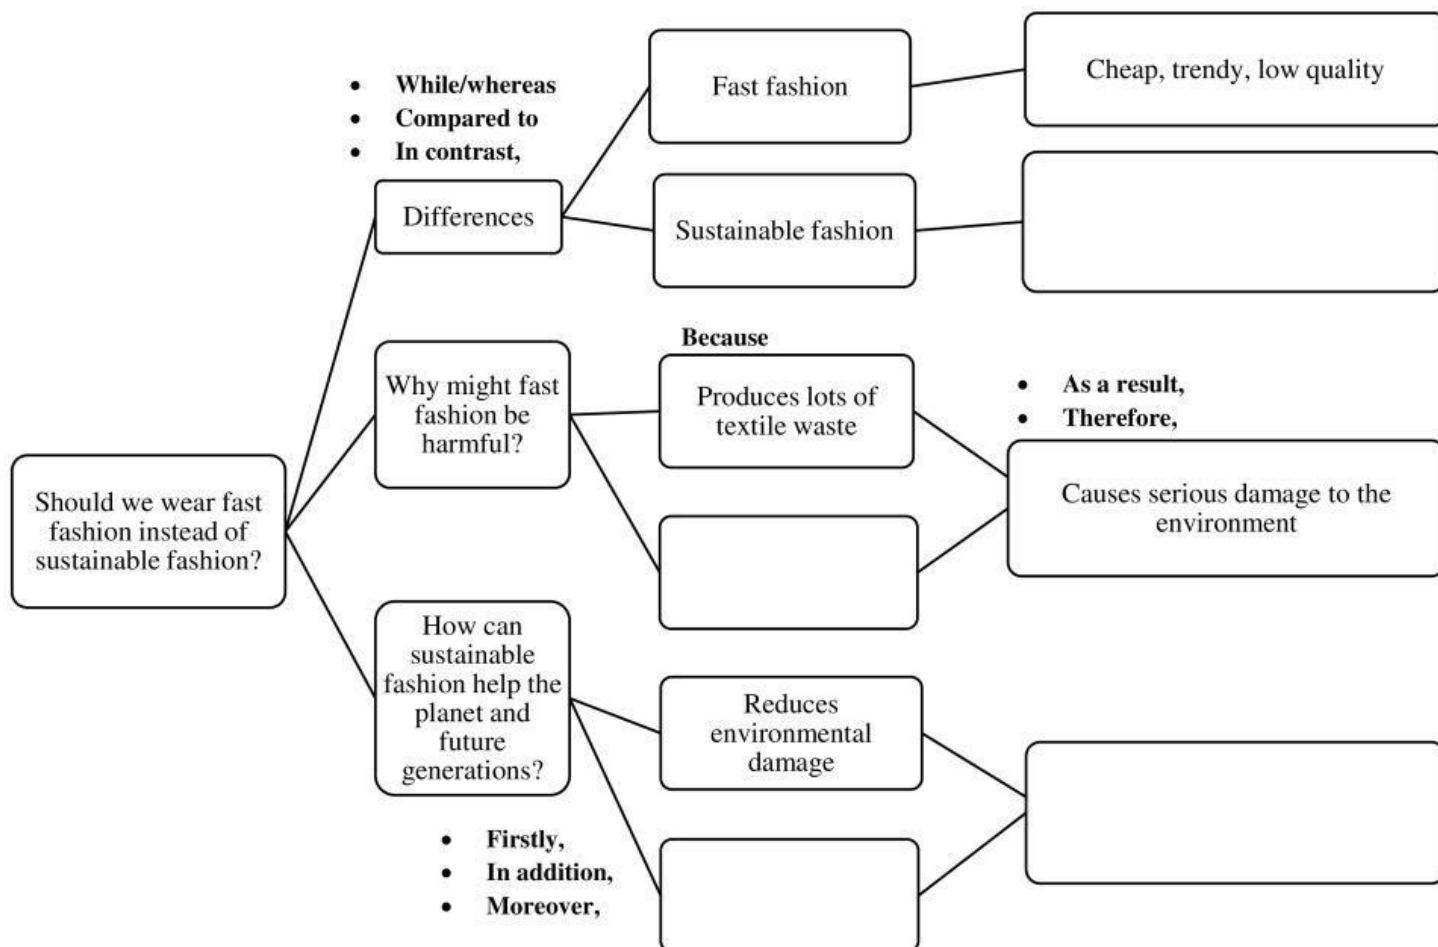 • While/whereas
• Compared to
• In contrast,
Differences
Fast fashion
Cheap, trendy, low quality
Sustainable fashion
Should we wear fast
fashion instead of
sustainable fashion?
Why might fast
fashion be
harmful?
Because
Produces lots of
textile waste
• As a result,
• Therefore,
Causes serious damage to the
environment
How can
sustainable
fashion help the
planet and
future
generations?
Reduces
environmental
damage
• Firstly,
• In addition,
• Moreover,